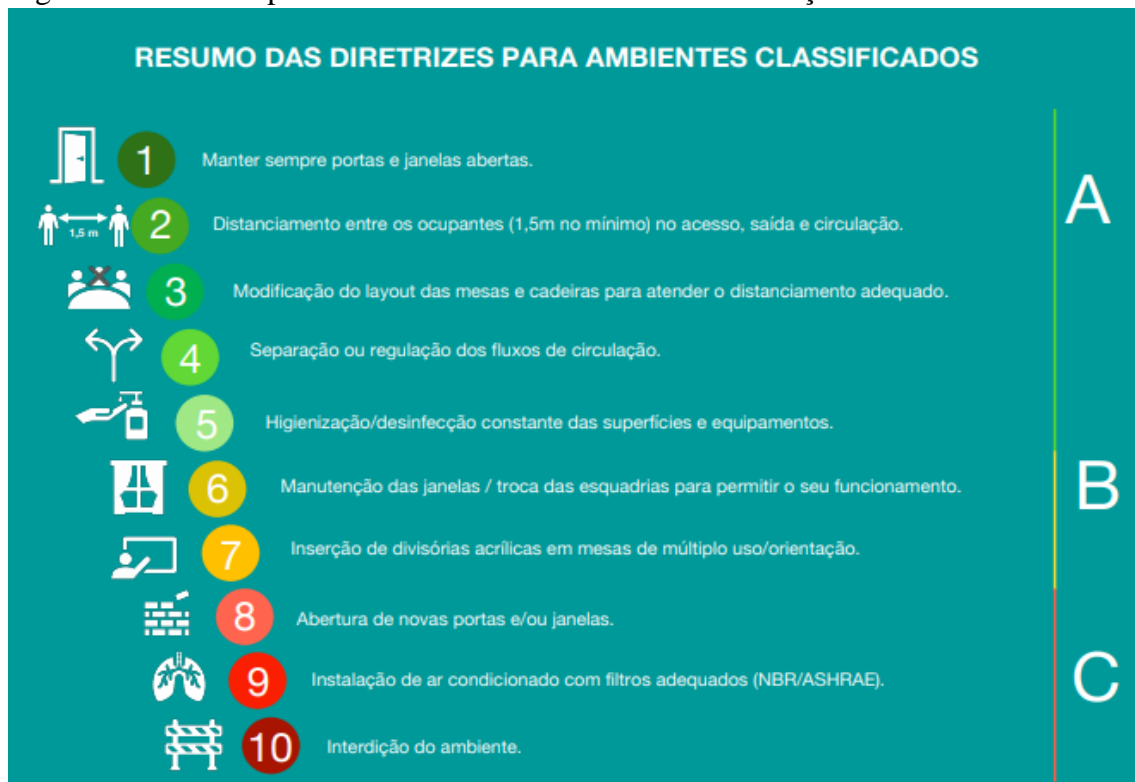 RESUMO DAS DIRETRIZES PARA AMBIENTES CLASSIFICADOS
1 Manter sempre portas e janelas abertas.
A
1,5 m 2 Distanciamento entre os ocupantes (1,5m no mínimo) no acesso, saída e circulação.
3 Modificação do layout das mesas e cadeiras para atender o distanciamento adequado.
4 Separação ou regulação dos fluxos de circulação.
5 Higienização/desinfecção constante das superfícies e equipamentos.
6 Manutenção das janelas / troca das esquadrias para permitir o seu funcionamento.
B
7 Inserção de divisórias acrílicas em mesas de múltiplo uso/orientação.
8 Abertura de novas portas e/ou janelas.
9 Instalação de ar condicionado com filtros adequados (NBR/ASHRAE).
C
10 Interdição do ambiente.